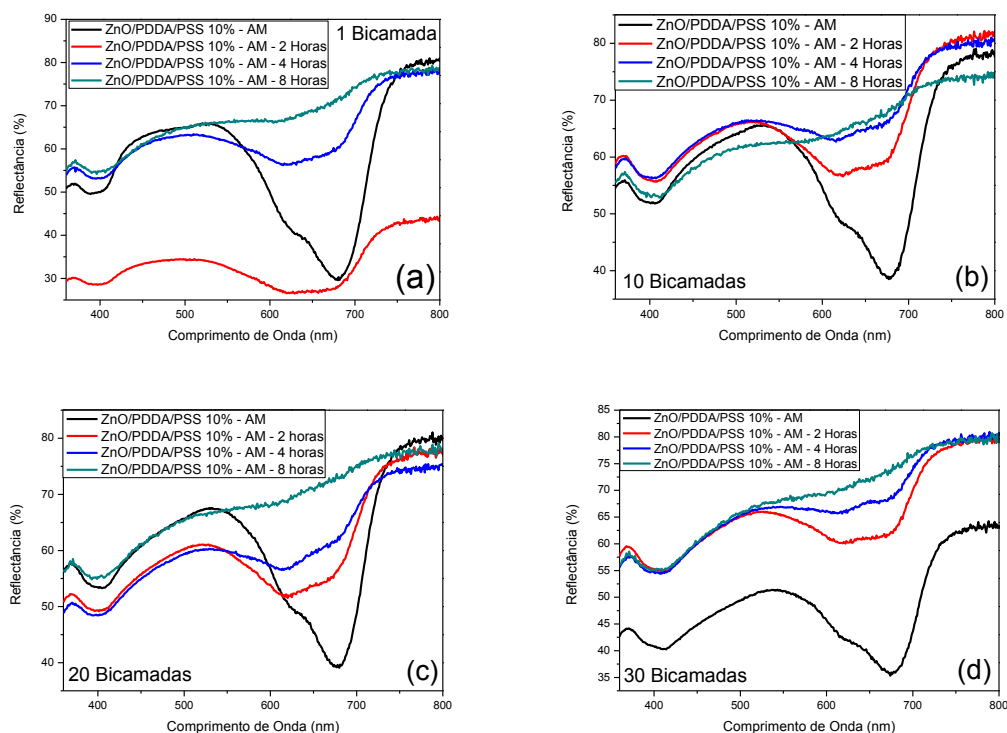 ZnO/PDDA/PSS 10% - AM
ZnO/PDDA/PSS 10% - AM - 2 Horas
ZnO/PDDA/PSS 10% - AM - 4 Horas
ZnO/PDDA/PSS 10% - AM - 8 Horas
1 Bicamada
Reflectância (%)
90
80
70
60
50
40
30
400
500
600
700
800
Comprimento de Onda (nm)
(a)
ZnO/PDDA/PSS 10% - AM
ZnO/PDDA/PSS 10% - AM - 2 Horas
ZnO/PDDA/PSS 10% - AM - 4 Horas
ZnO/PDDA/PSS 10% - AM - 8 Horas
Reflectância (%)
80
70
60
50
40
10 Bicamadas
(b)
400
500
600
700
800
Comprimento de Onda (nm)
ZnO/PDDA/PSS 10% - AM
ZnO/PDDA/PSS 10% - AM - 2 horas
ZnO/PDDA/PSS 10% - AM - 4 horas
ZnO/PDDA/PSS 10% - AM - 8 horas
Reflectância (%)
80
70
60
50
40
20 Bicamadas
(c)
400
500
600
700
800
Comprimento de Onda (nm)
ZnO/PDDA/PSS 10% - AM
ZnO/PDDA/PSS 10% - AM - 2 Horas
ZnO/PDDA/PSS 10% - AM - 4 Horas
ZnO/PDDA/PSS 10% - AM - 8 Horas
Reflectância (%)
85
80
75
70
65
60
55
50
45
40
35
30 Bicamadas
(d)
400
500
600
700
800
Comprimento de Onda (nm)